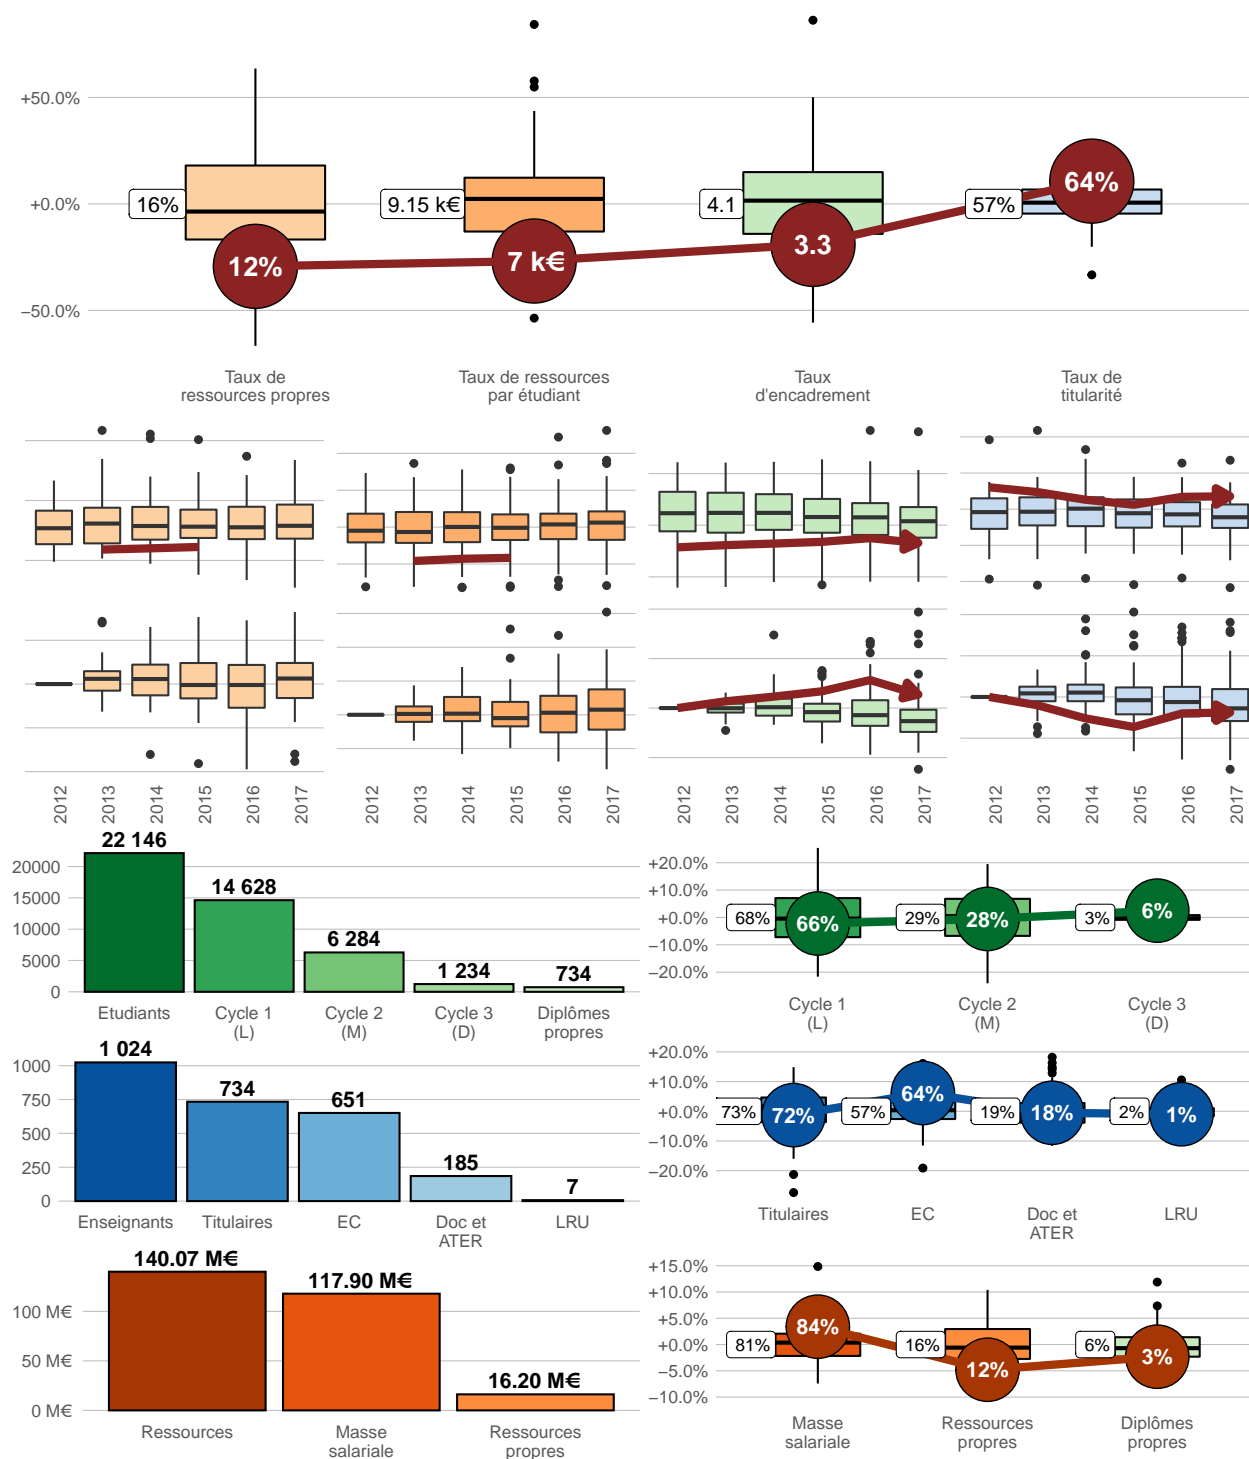 +50.0%
+0.0%
−50.0%
16%
9.15 k€
4.1
57%
12%
7 k€
3.3
64%
Taux de
ressources propres
Taux de ressources
par étudiant
Taux
d'encadrement
Taux de
titularité
2012
2013
2014
2015
2016
2017
2012
2013
2014
2015
2016
2017
2012
2013
2014
2015
2016
2017
2012
2013
2014
2015
2016
2017
20000
15000
10000
5000
0
22 146
14 628
6 284
1 234
734
Etudiants
Cycle 1
(L)
Cycle 2
(M)
Cycle 3
(D)
Diplômes
propres
+20.0%
+10.0%
+0.0%
−10.0%
−20.0%
68%
66%
29%
28%
3%
6%
Cycle 1
(L)
Cycle 2
(M)
Cycle 3
(D)
1000
750
500
250
0
1 024
734
651
185
7
Enseignants
Titulaires
EC
Doc et
ATER
LRU
+20.0%
+10.0%
+0.0%
−10.0%
−20.0%
73%
72%
57%
64%
19%
18%
2%
1%
Titulaires
EC
Doc et
ATER
LRU
100 M€
50 M€
0 M€
140.07 M€
117.90 M€
16.20 M€
Ressources
Masse
salariale
Ressources
propres
+15.0%
+10.0%
+5.0%
+0.0%
−5.0%
−10.0%
81%
84%
16%
12%
6%
3%
Masse
salariale
Ressources
propres
Diplômes
propres